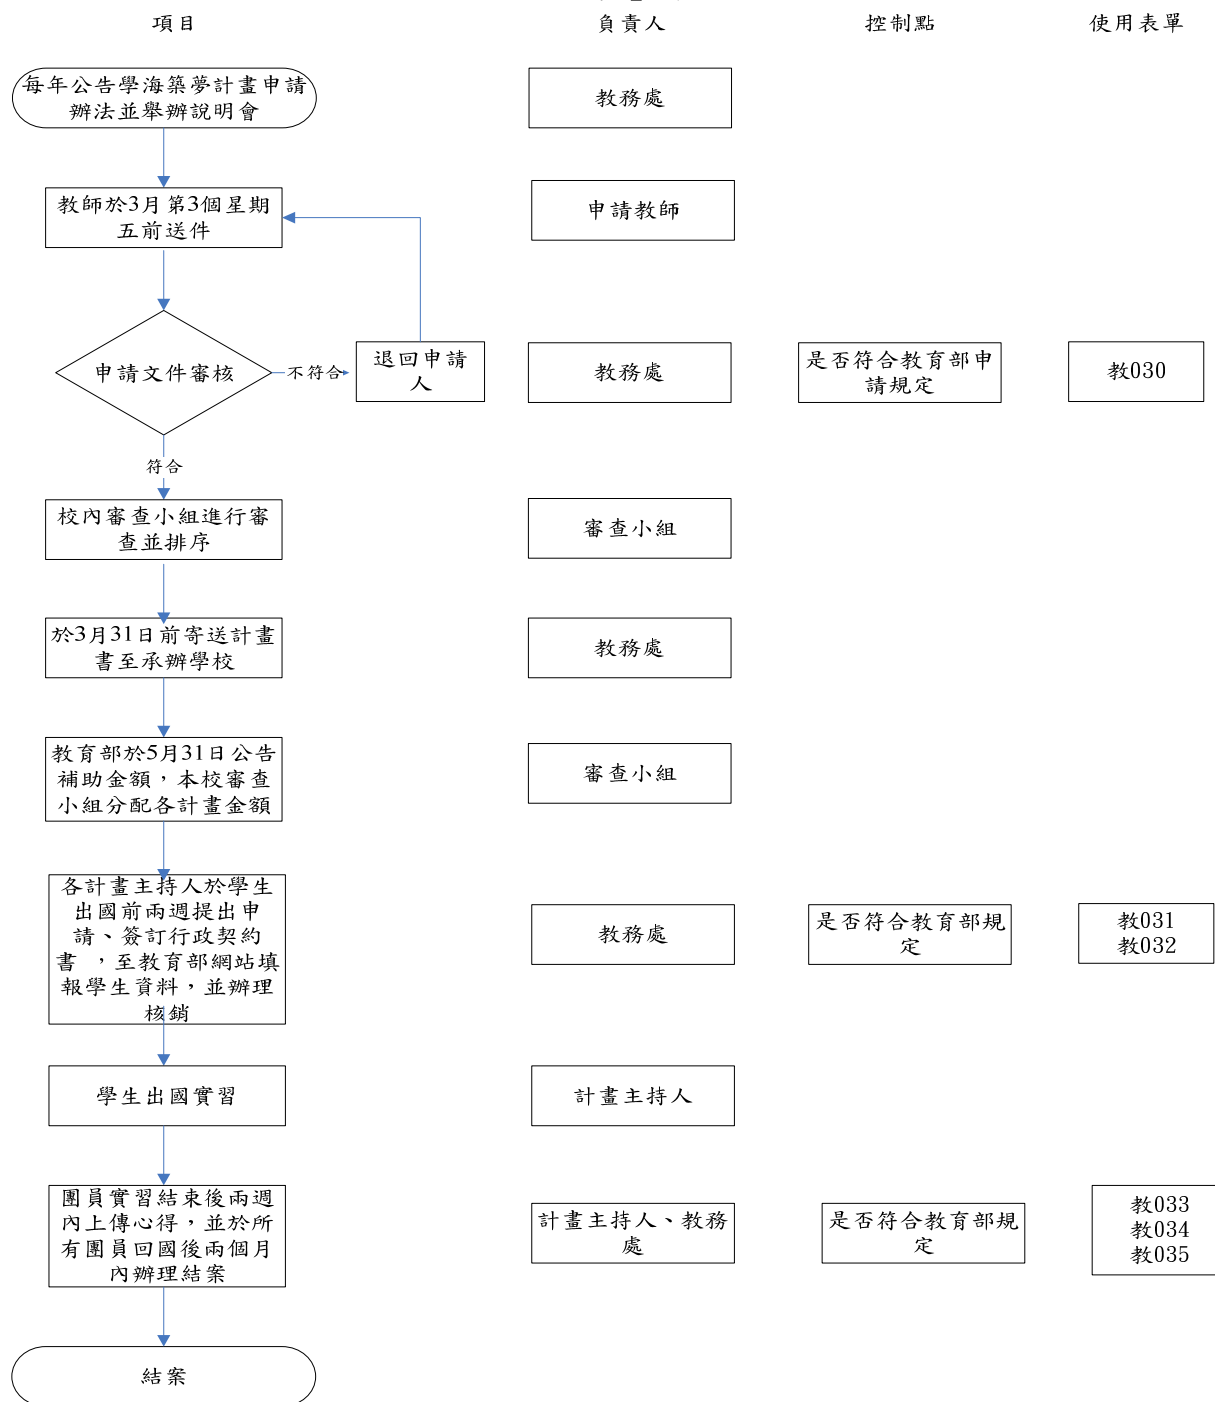 項目
負責人
控制點
使用表單
每年公告學海築夢計畫申請
辦法並舉辦說明會
教務處
教師於3月第3個星期
五前送件
申請教師
申請文件審核
不符合
退回申請
人
教務處
是否符合教育部申
請規定
教030
符合
校內審查小組進行審
查並排序
審查小組
於3月31日前寄送計畫
書至承辦學校
教務處
教育部於5月31日公告
補助金額，本校審查
小組分配各計畫金額
審查小組
各計畫主持人於學生
出國前兩週提出申
請、簽訂行政契約
書 ，至教育部網站填
報學生資料，並辦理
核銷
教務處
是否符合教育部規
定
教031
教032
學生出國實習
計畫主持人
團員實習結束後兩週
內上傳心得，並於所
有團員回國後兩個月
內辦理結案
計畫主持人、教務
處
是否符合教育部規
定
教033
教034
教035
結案